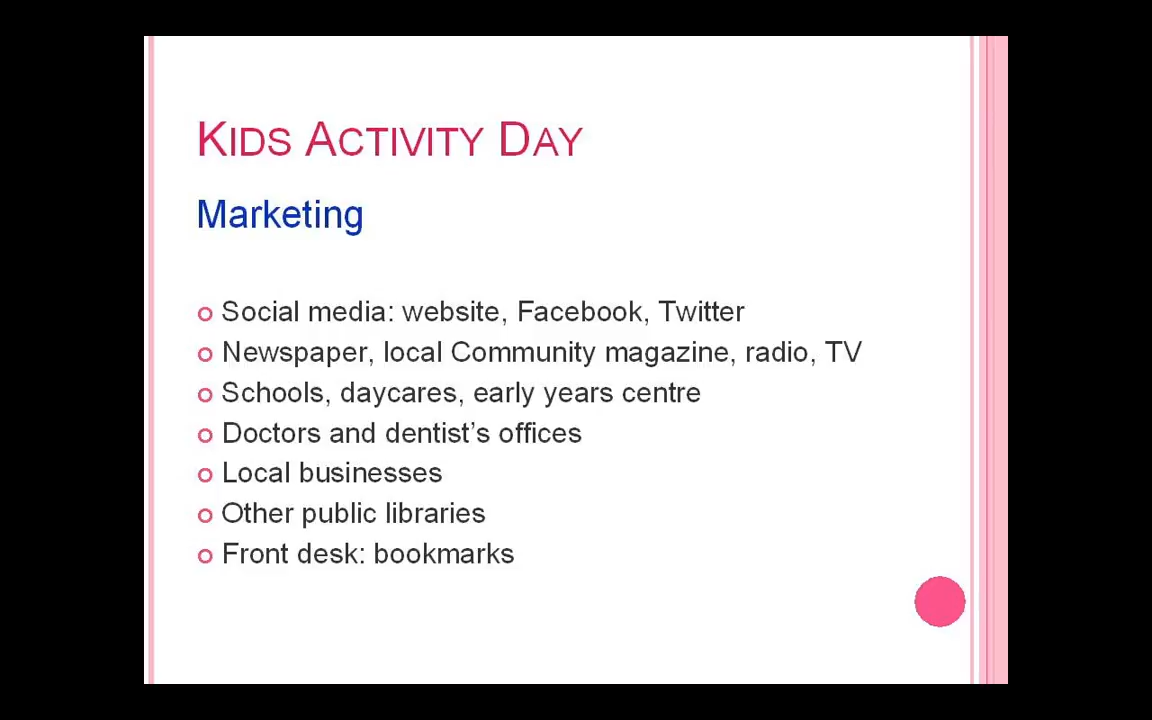 Kids Activity Day
Marketing
Social media: website, Facebook, Twitter
Newspaper, local Community magazine, radio, TV
Schools, daycares, early years centre
Doctors and dentist’s offices
Local businesses
Other public libraries
Front desk: bookmarks